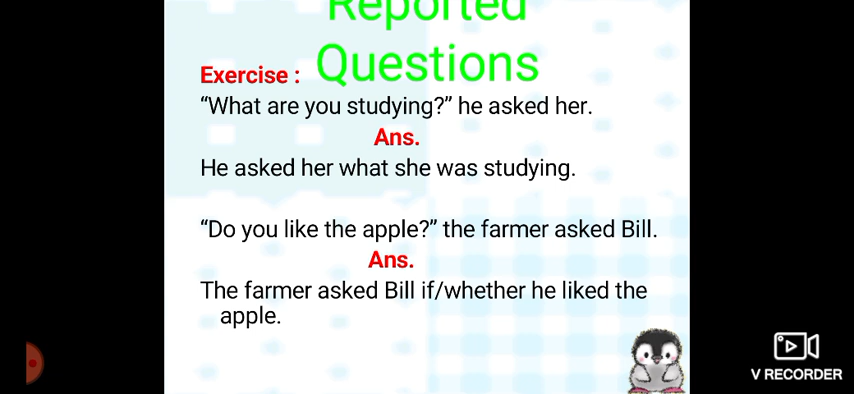 Reported
Questions
Exercise :
“What are you studying?” he asked her.
Ans.
He asked her what she was studying.
“Do you like the apple?” the farmer asked Bill.
Ans.
The farmer asked Bill if/whether he liked the
apple.
V RECORDER